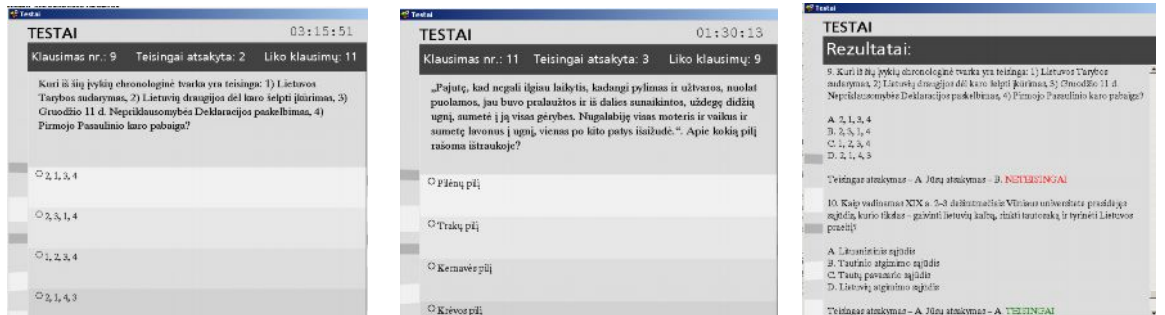 Testai
TESTAI 03:15:51
Klausimas nr.: 9 Teisingai atsakyta: 2 Liko klausimų: 11
Kuri iš šių įvykių chronologinė tvarka yra teisinga: 1) Lietuvos
Tarybos sudarymas, 2) Lietuvių draugijos dėl karo šelpti įkūrimas, 3)
Gruodžio 11 d. Nepriklausomybės Deklaracijos paskelbimas, 4)
Pirmojo Pasaulinio karo pabaiga?
2, 1, 3, 4
2, 3, 1, 4
1, 2, 3, 4
2, 1, 4, 3
Testai
TESTAI 01:30:13
Klausimas nr.: 11 Teisingai atsakyta: 3 Liko klausimų: 9
„Pajutę, kad negali ilgiau laikytis, kadangi pylimas ir užtvaros, nuolat
puolamos, jau buvo pralaužtos ir iš dalies sunaikintos, uždegę didžią
ugnį, sumetė į ją visas gėrybes. Nugalabiję visas moteris ir vaikus ir
sumetę lavonus į ugnį, vienas po kito patys išsižudė.“. Apie kokią pilį
rašoma ištraukoje?
Pilėnų pilį
Trakų pilį
Kernavės pilį
Krėvos pilį
Testai
TESTAI
Rezultatai:
9. Kuri iš šių įvykių chronologinė tvarka yra teisinga: 1) Lietuvos Tarybos
sudarymas, 2) Lietuvių draugijos dėl karo šelpti įkūrimas, 3) Gruodžio 11 d.
Nepriklausomybės Deklaracijos paskelbimas, 4) Pirmojo Pasaulinio karo pabaiga?
A. 2, 1, 3, 4
B. 2, 3, 1, 4
C. 1, 2, 3, 4
D. 2, 1, 4, 3
Teisingas atsakymas – A. Jūsų atsakymas – B. NETEISINGAI
10. Kaip vadinamas XIX a. 2-3 dešimtmečiais Vilniaus universitete prasidėjęs
sąjūdis, kurio tikslas – gaivinti lietuvių kalbą, rinkti tautosaką ir tyrinėti Lietuvos
praeitį?
A. Lituanistinis sąjūdis
B. Tautinio atgimimo sąjūdis
C. Tautų pavasario sąjūdis
D. Lietuvių atgimimo sąjūdis
Teisingas atsakymas – A. Jūsų atsakymas – A. TEISINGAI